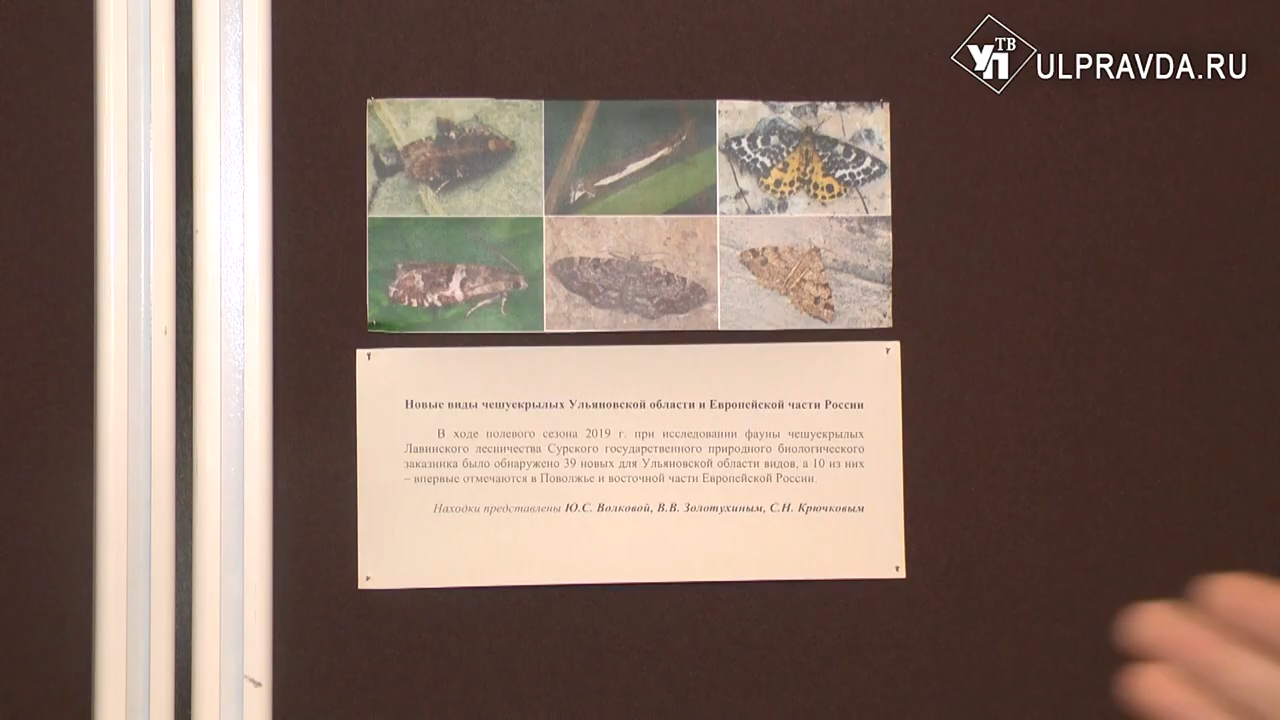 УП ТВ
ULPRAVDA.RU
Новые виды чешуекрылых Ульяновской области и Европейской части России
В ходе полевого сезона 2019 г. при исследовании фауны чешуекрылых
Лавинского лесничества Сурского государственного природного биологического
заказника было обнаружено 39 новых для Ульяновской области видов, а 10 из них
– впервые отмечаются в Поволжье и восточной части Европейской России.
Находки представлены Ю.С. Волковой, В.В. Золотухиным, С.Н. Крючковым